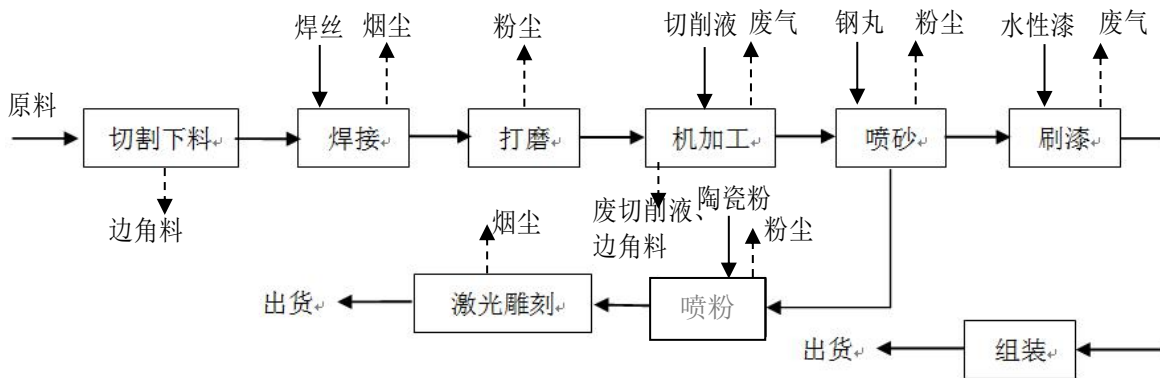 焊丝 烟尘 粉尘 切削液 废气 钢丸 粉尘 水性漆 废气
原料
切割下料 焊接 打磨 机加工 喷砂 刷漆
边角料 烟尘 废切削液、 陶瓷粉
边角料 粉尘
出货 激光雕刻 喷粉
出货 组装